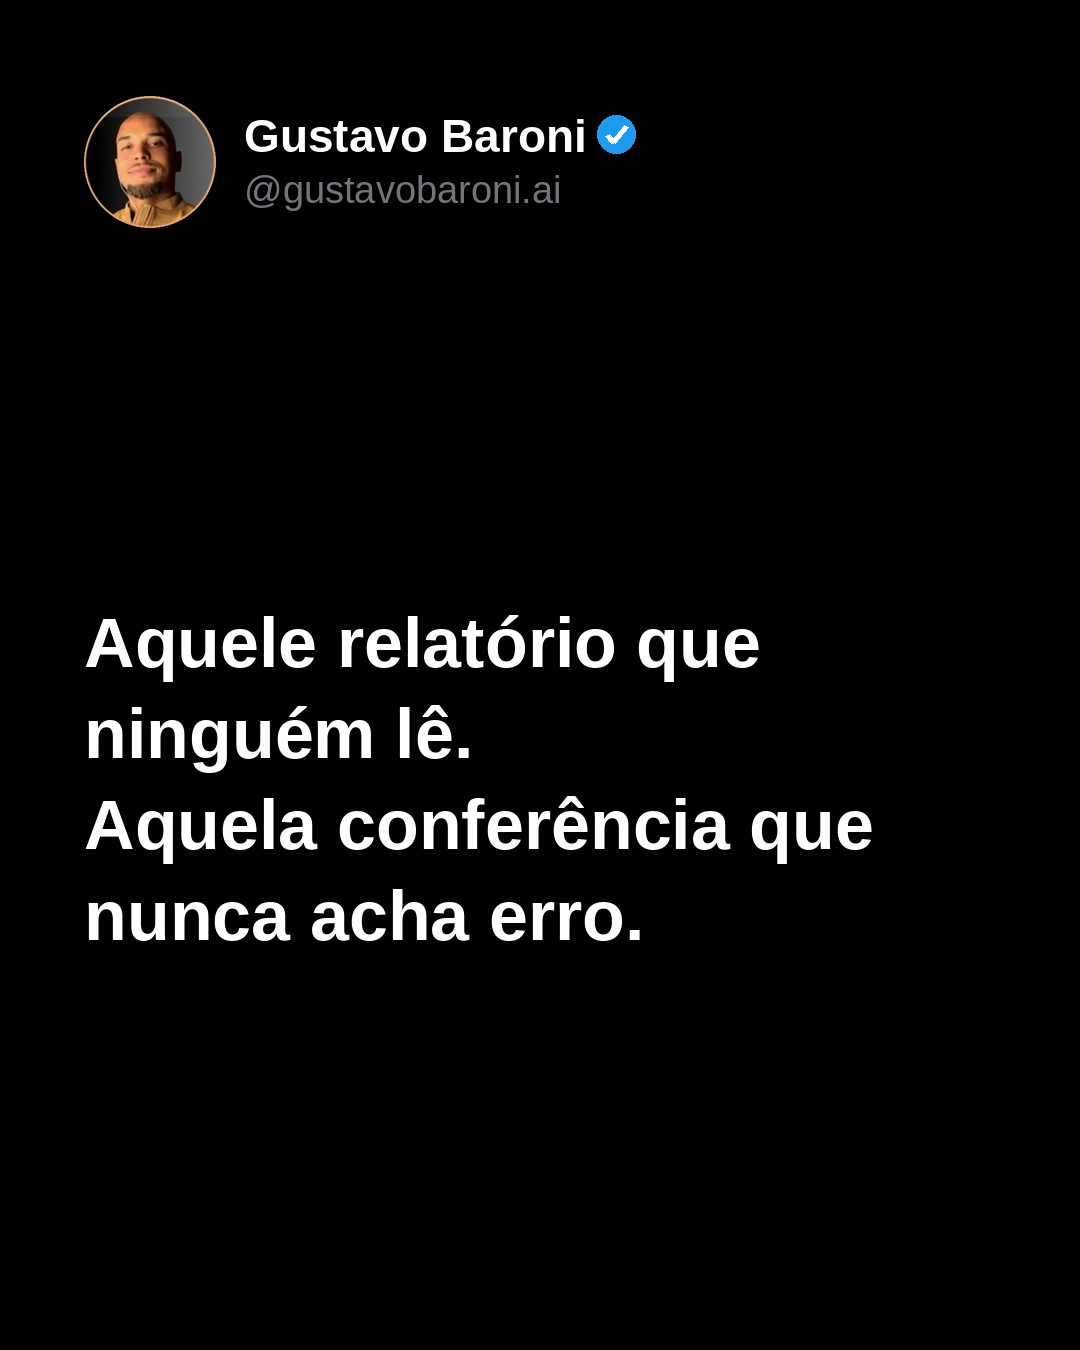 Gustavo Baroni
@gustavobaroni.ai
Aquele relatório que
ninguém lê.
Aquela conferência que
nunca acha erro.